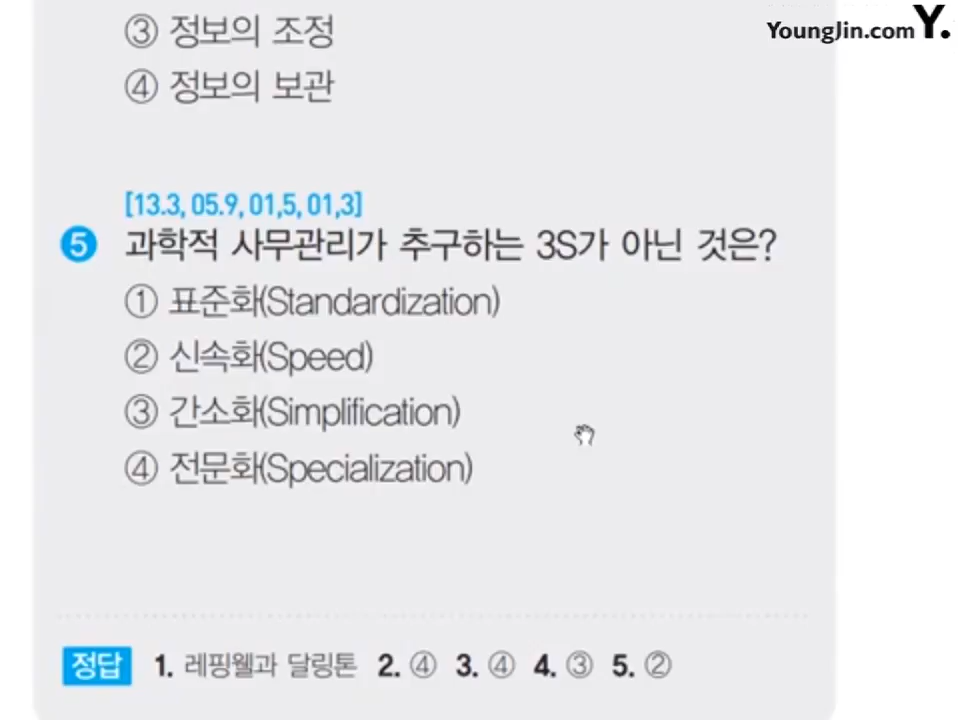 ③ 정보의 조정
YoungJin.com Y.
④ 정보의 보관
[13.3, 05.9, 01,5, 01,3]
5 과학적 사무관리가 추구하는 3S가 아닌 것은?
① 표준화(Standardization)
② 신속화(Speed)
③ 간소화(Simplification)
④ 전문화(Specialization)
정답 1. 레핑웰과 달링톤 2. ④ 3. ④ 4. ③ 5. ②